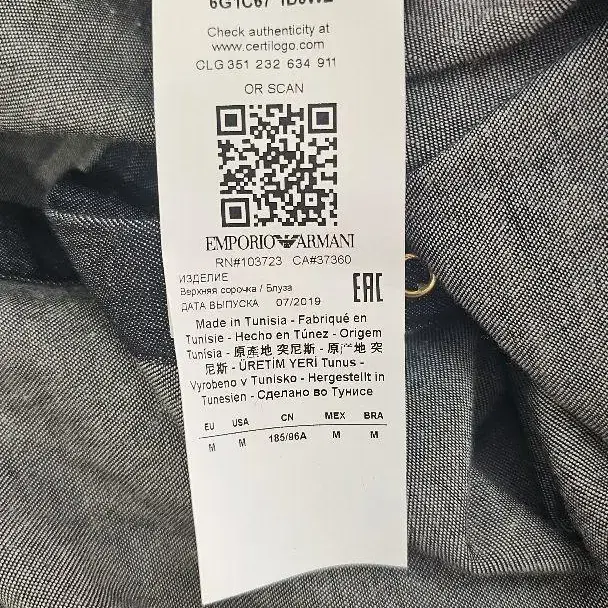 Check authenticity at
www.certilogo.com
CLG 351 232 634 911
OR SCAN
EMPORIO ARMANI
RN#103723 CA#37360
ИЗДЕЛИЕ
Верхняя сорочка / Блуза
ДАТА ВЫПУСКА 07/2019 EAC
Made in Tunisia - Fabriqué en
Tunisie - Hecho en Túnez - Origem
Tunísia - 原產地 突尼斯 - 原产地 突
尼斯 - ÜRETİM YERİ Tunus -
Vyrobeno v Tunisko - Hergestellt in
Tunesien - Сделано во Тунисе
EU USA CN MEX BRA
M M 185/96A M M